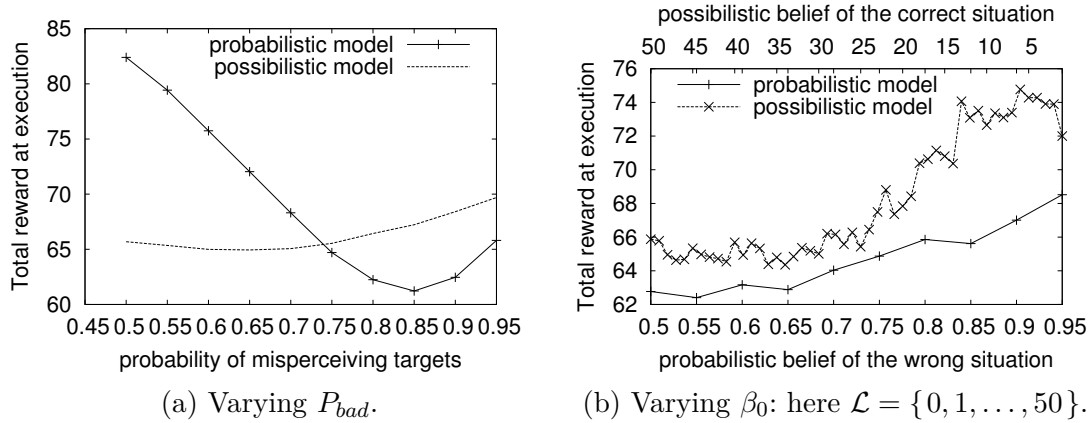 85
80
75
70
65
60
0.45 0.5 0.55 0.6 0.65 0.7 0.75 0.8 0.85 0.9 0.95
Total reward at execution
probability of misperceiving targets
probabilistic model
possibilistic model
(a) Varying P_bad.
possibilistic belief of the correct situation
50 45 40 35 30 25 20 15 10 5
76
74
72
70
68
66
64
62
0.5 0.55 0.6 0.65 0.7 0.75 0.8 0.85 0.9 0.95
Total reward at execution
probabilistic belief of the wrong situation
probabilistic model
possibilistic model
(b) Varying β₀: here ℒ = {0, 1, . . . , 50}.